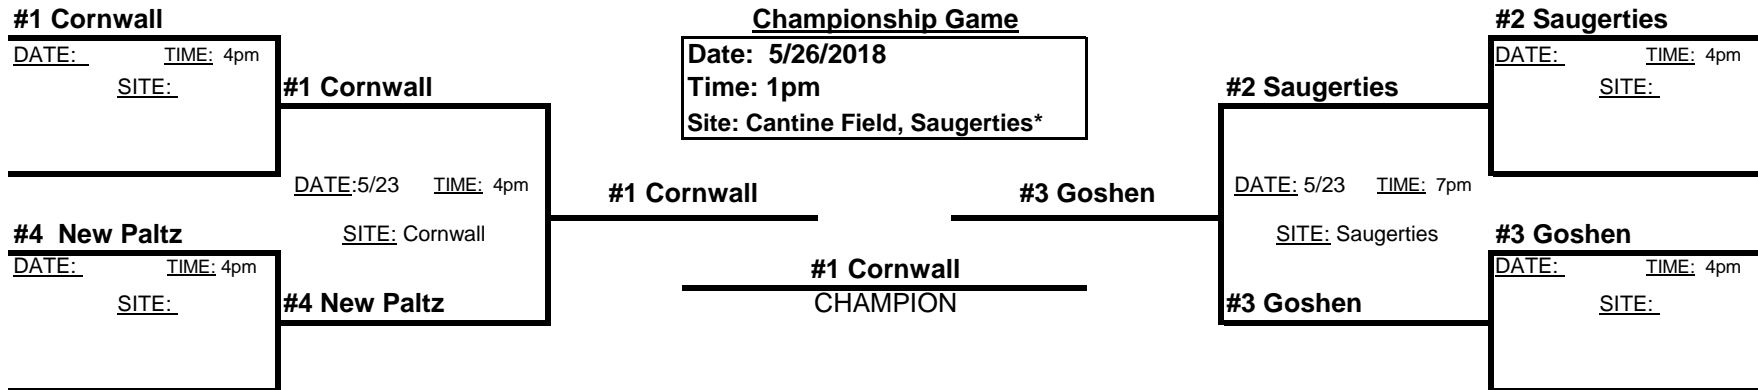 #1 Cornwall
DATE: TIME: 4pm
SITE:
#1 Cornwall
DATE:5/23 TIME: 4pm
SITE: Cornwall
#4 New Paltz
DATE: TIME: 4pm
SITE:
#4 New Paltz
#1 Cornwall
Championship Game
Date: 5/26/2018
Time: 1pm
Site: Cantine Field, Saugerties*
#1 Cornwall
CHAMPION
#3 Goshen
#2 Saugerties
DATE: 5/23 TIME: 7pm
SITE: Saugerties
#3 Goshen
#2 Saugerties
DATE: TIME: 4pm
SITE:
#3 Goshen
DATE: TIME: 4pm
SITE: